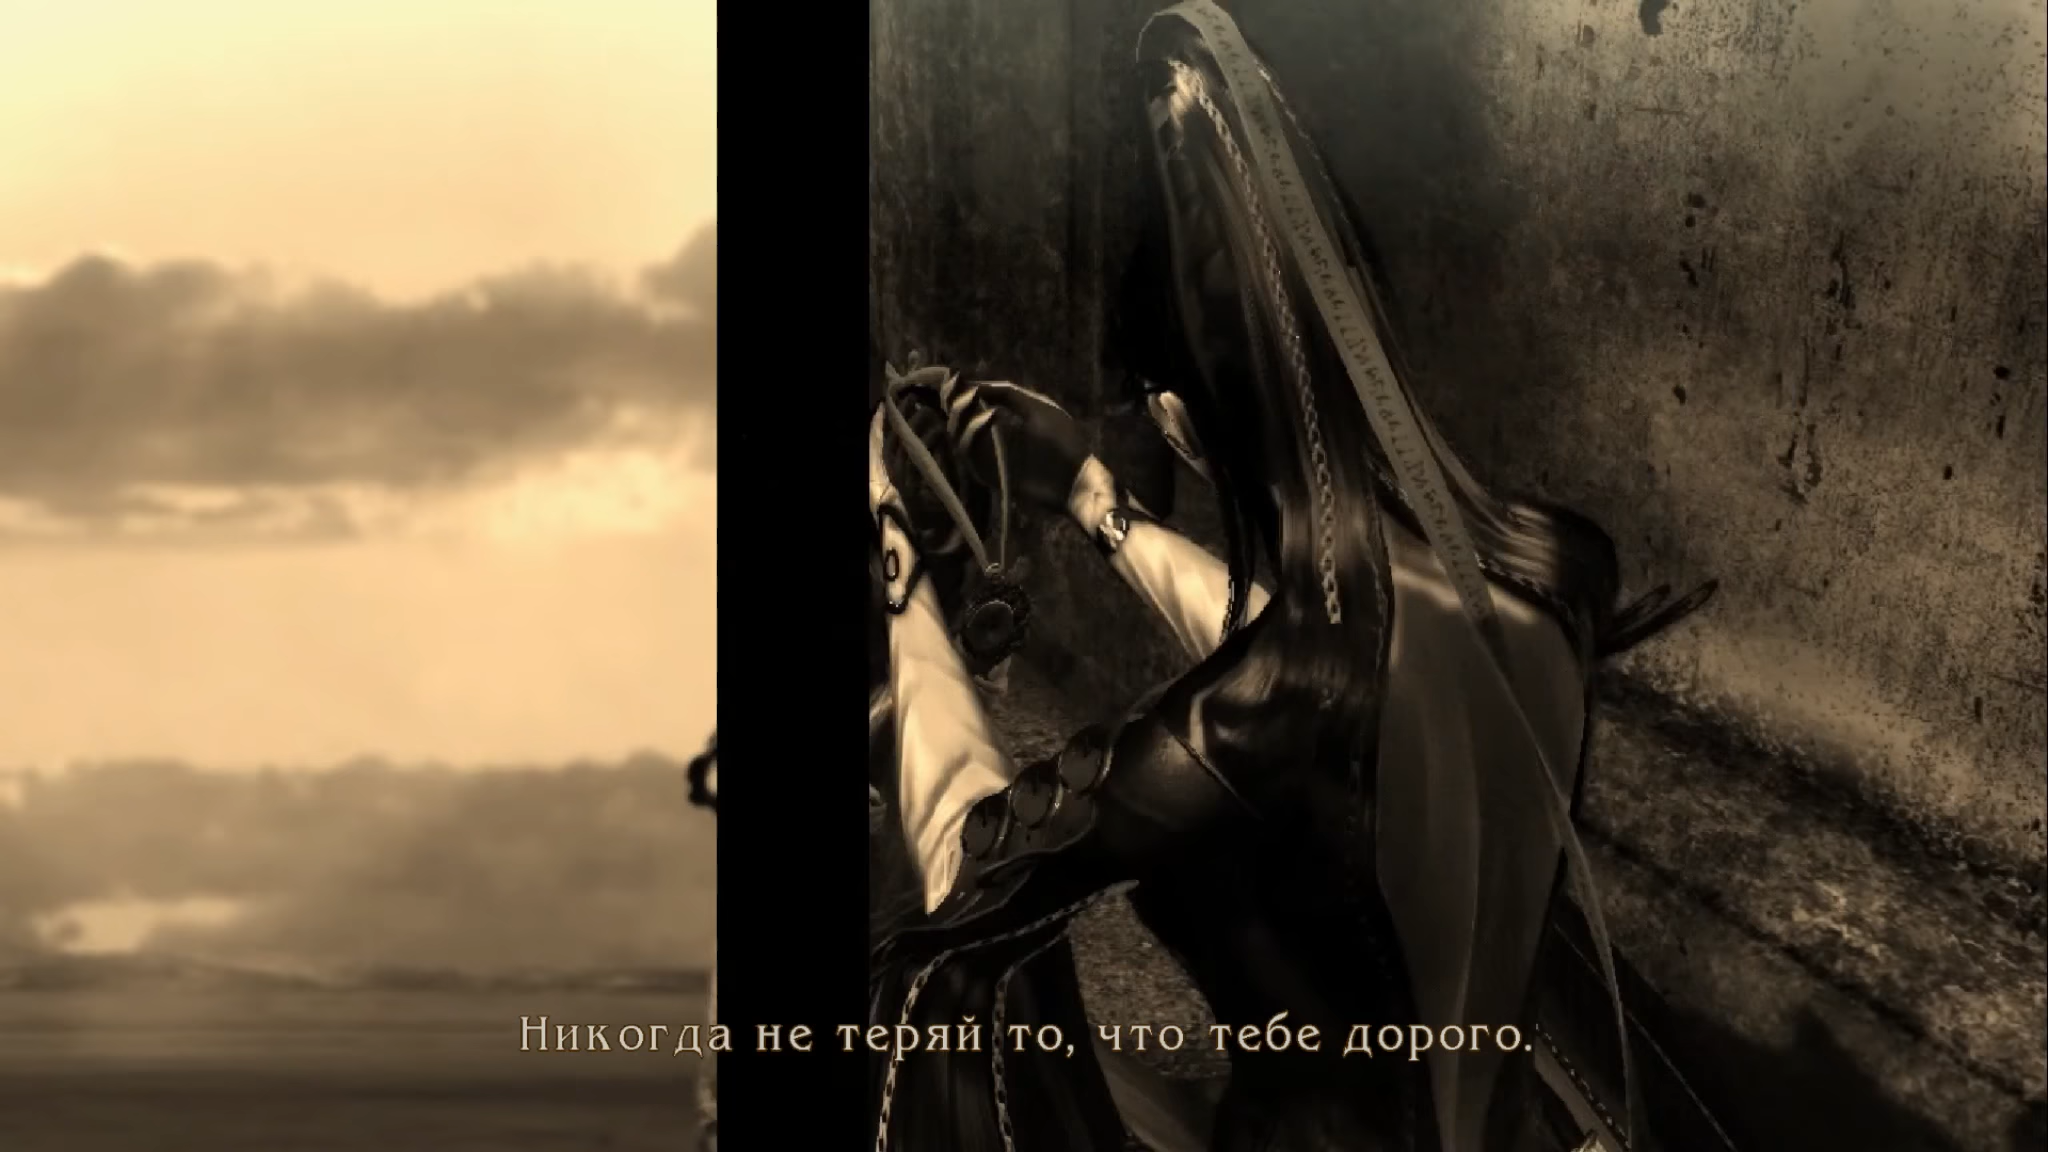 Никогда не теряй то, что тебе дорого.